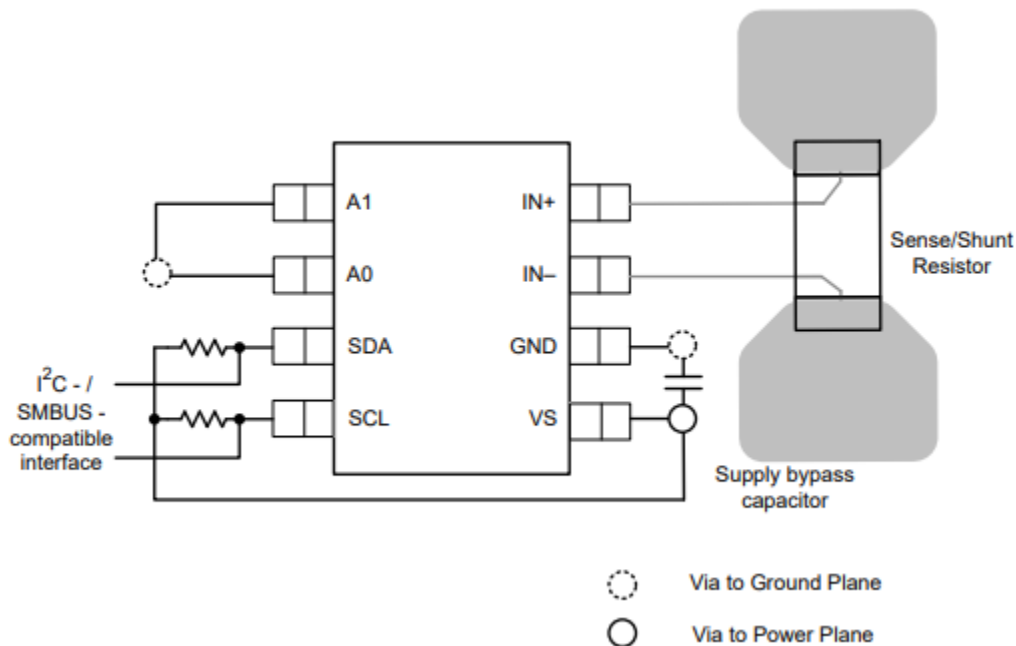 A1
IN+
A0
IN–
SDA
GND
SCL
VS
Sense/Shunt
Resistor
I²C - /
SMBUS -
compatible
interface
Supply bypass
capacitor
Via to Ground Plane
Via to Power Plane